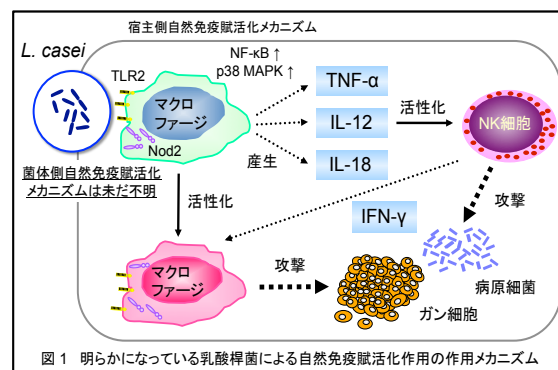 宿主側自然免疫賦活化メカニズム
L. casei
TLR2
NF-κB ↑
p38 MAPK ↑
マクロ
ファージ
Nod2
TNF-α
IL-12
IL-18
産生
活性化
NK細胞
菌体側自然免疫賦活化
メカニズムは未だ不明
活性化
IFN-γ
攻撃
病原細菌
マクロ
ファージ
攻撃
ガン細胞
図 1 明らかになっている乳酸桿菌による自然免疫賦活化作用の作用メカニズム